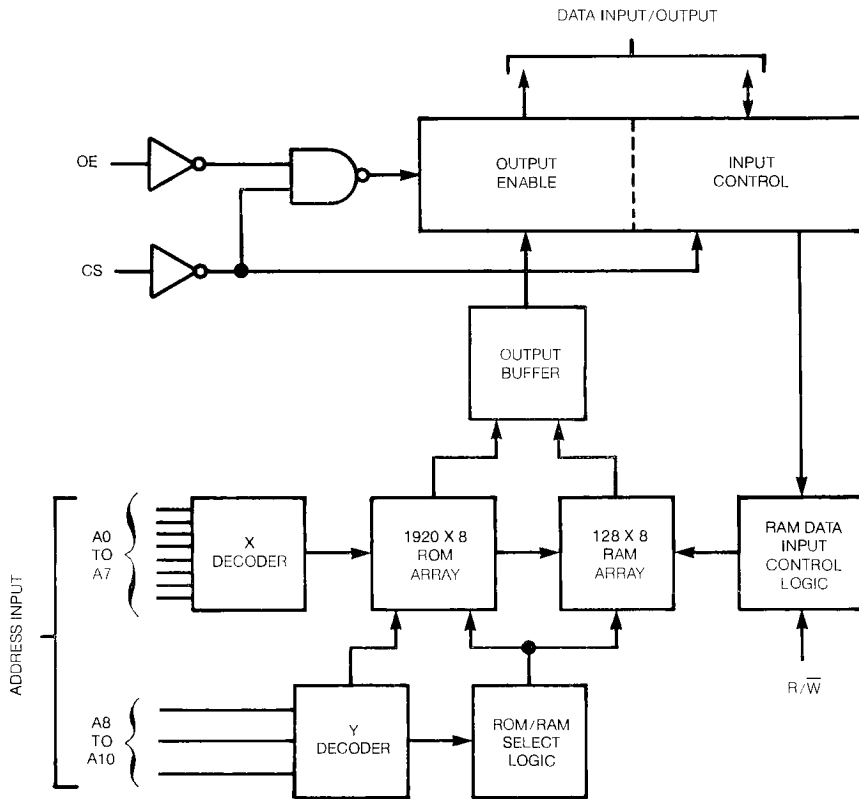 DATA INPUT/OUTPUT
OE
OUTPUT
ENABLE
INPUT
CONTROL
CS
OUTPUT
BUFFER
ADDRESS INPUT
A0
TO
A7
X
DECODER
1920 X 8
ROM
ARRAY
128 X 8
RAM
ARRAY
RAM DATA
INPUT
CONTROL
LOGIC
R/W̅
A8
TO
A10
Y
DECODER
ROM/RAM
SELECT
LOGIC